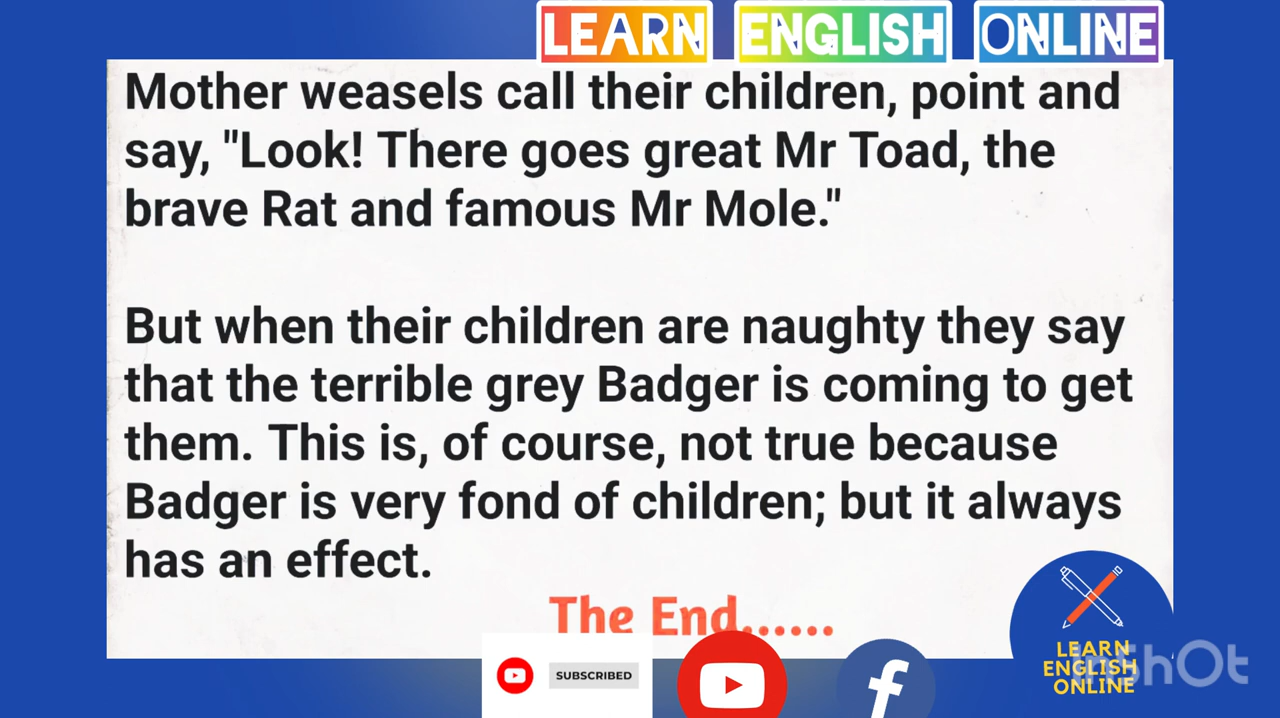 LEARN ENGLISH ONLINE
Mother weasels call their children, point and
say, "Look! There goes great Mr Toad, the
brave Rat and famous Mr Mole."
But when their children are naughty they say
that the terrible grey Badger is coming to get
them. This is, of course, not true because
Badger is very fond of children; but it always
has an effect.
The End......
SUBSCRIBED
LEARN
ENGLISH
ONLINE